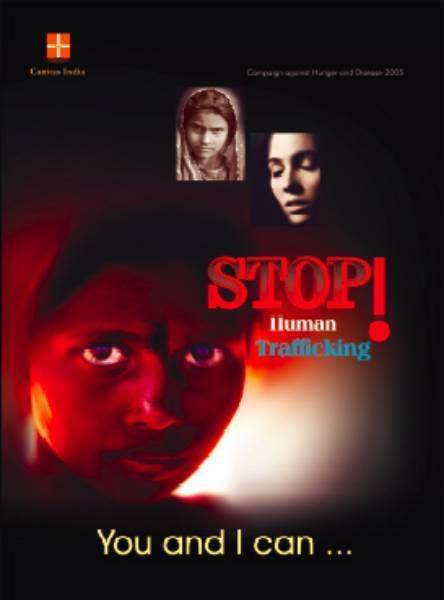 Caritas India
Campaign against Hunger and Disease 2005
STOP!
Human
Trafficking
You and I can ...